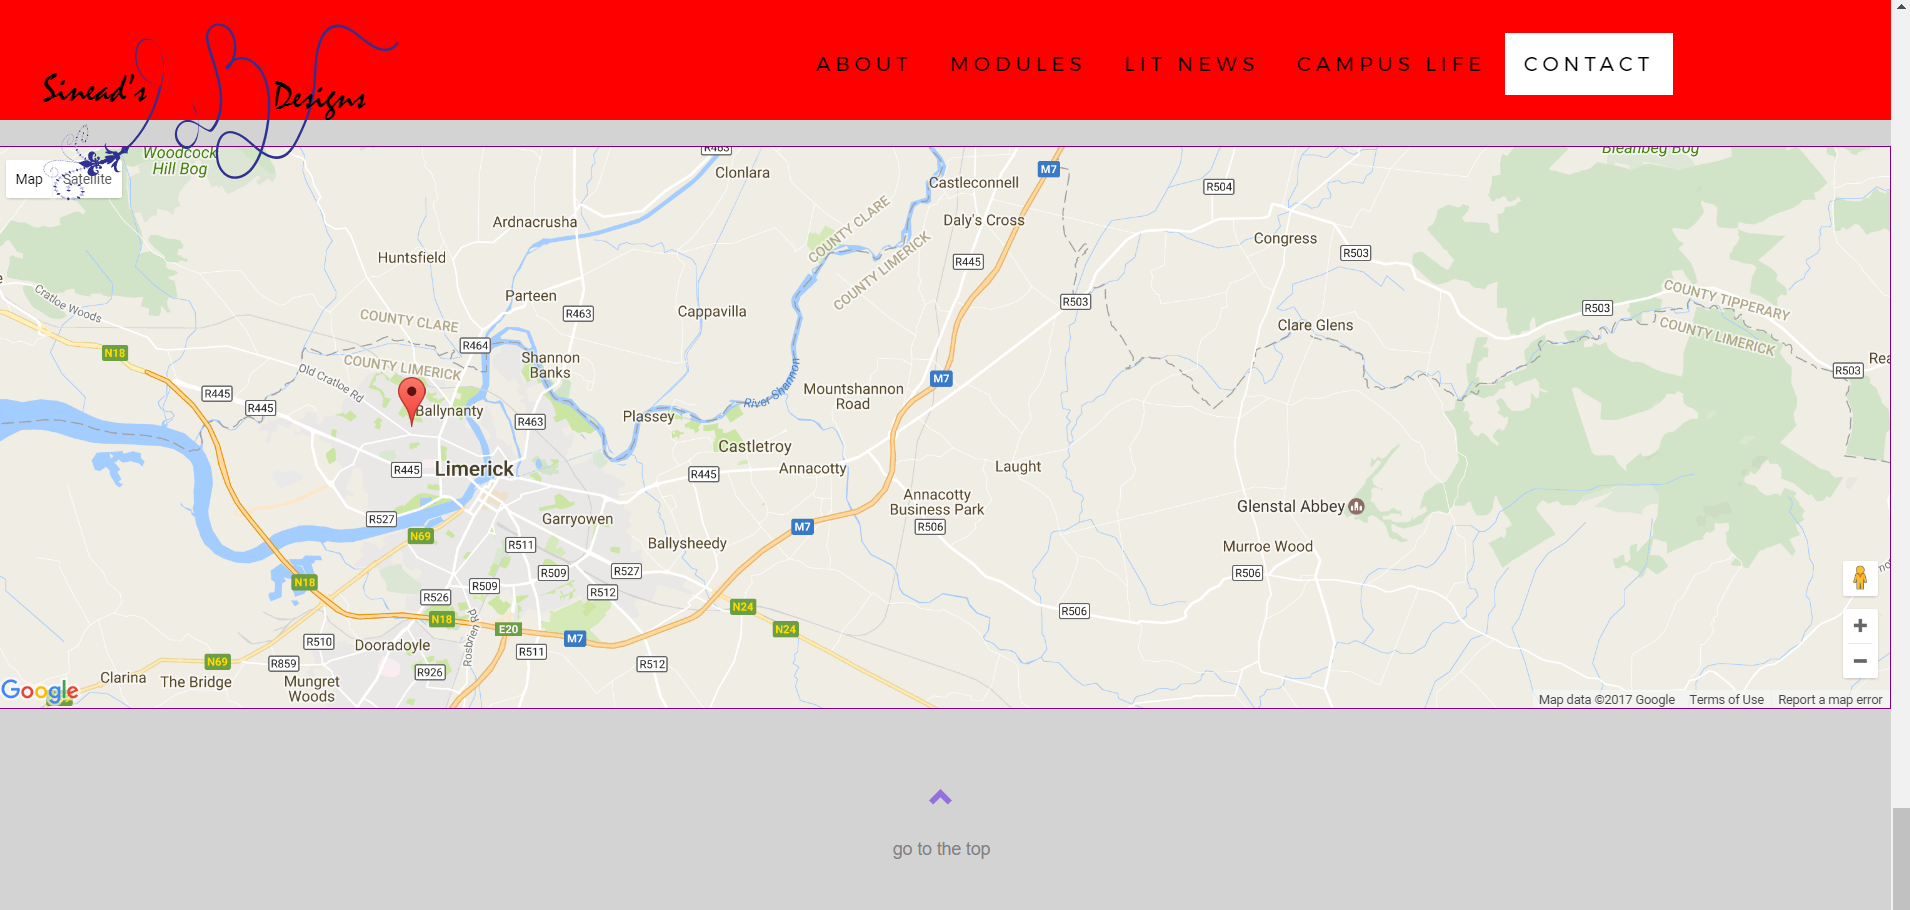 Sinead's
Designs
ABOUT
MODULES
LIT NEWS
CAMPUS LIFE
CONTACT
Map
Satellite
Woodcock
Hill Bog
R463
Clonlara
Castleconnell
M7
R504
Bleanbeg Bog
Ardnacrusha
Daly's Cross
COUNTY CLARE
COUNTY LIMERICK
Congress
R503
Huntsfield
R445
Parteen
R463
Cappavilla
R503
Cratloe Woods
COUNTY CLARE
COUNTY LIMERICK
R464
Clare Glens
R503
COUNTY TIPPERARY
COUNTY LIMERICK
N18
Shannon
Banks
Old Cratloe Rd
R445
R445
Ballynanty
R463
Plassey
River Shannon
Mountshannon
Road
M7
R503
Rea
Castletroy
R445
Limerick
R445
Annacotty
Laught
Annacotty
Business Park
R506
Glenstal Abbey
R527
N69
Garryowen
M7
R511
Ballysheedy
Murroe Wood
R506
N18
R509
R509
R527
R512
R526
N18
Rosbrien Rd
E20
M7
N24
N24
R506
R510
Dooradoyle
R511
R512
N69
R859
R926
Clarina
The Bridge
Mungret
Woods
Google
Map data ©2017 Google
Terms of Use
Report a map error
go to the top